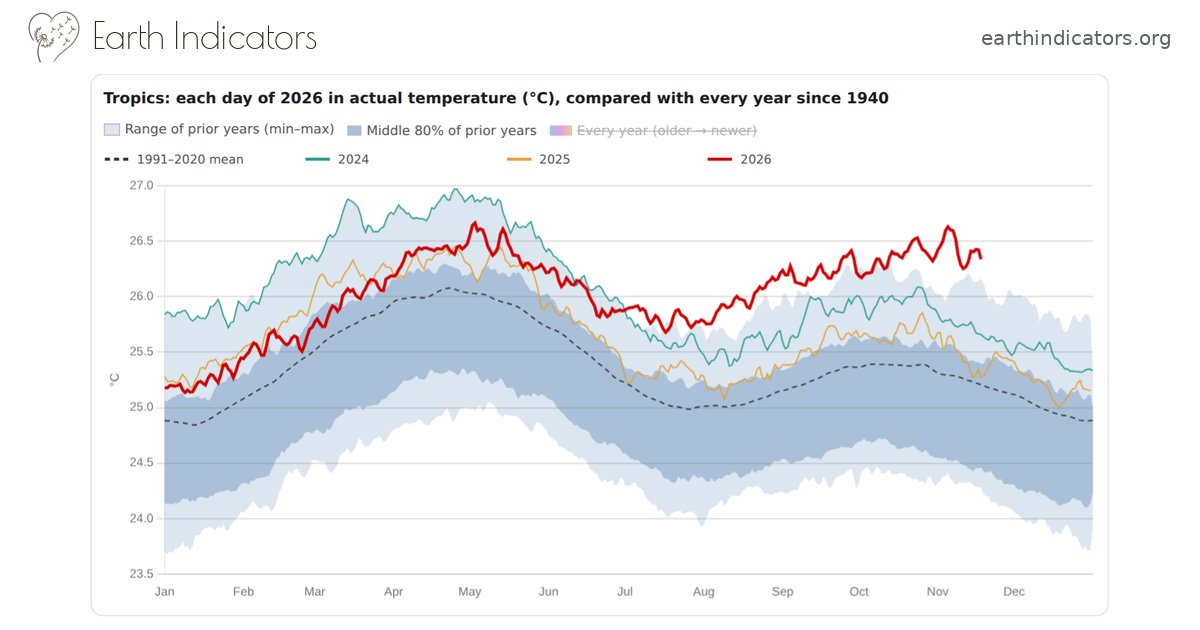 Earth Indicators
earthindicators.org
Tropics: each day of 2026 in actual temperature (°C), compared with every year since 1940
Range of prior years (min–max) Middle 80% of prior years Every year (older → newer)
1991–2020 mean 2024 2025 2026
27.0
26.5
26.0
25.5
°C
25.0
24.5
24.0
23.5
Jan Feb Mar Apr May Jun Jul Aug Sep Oct Nov Dec